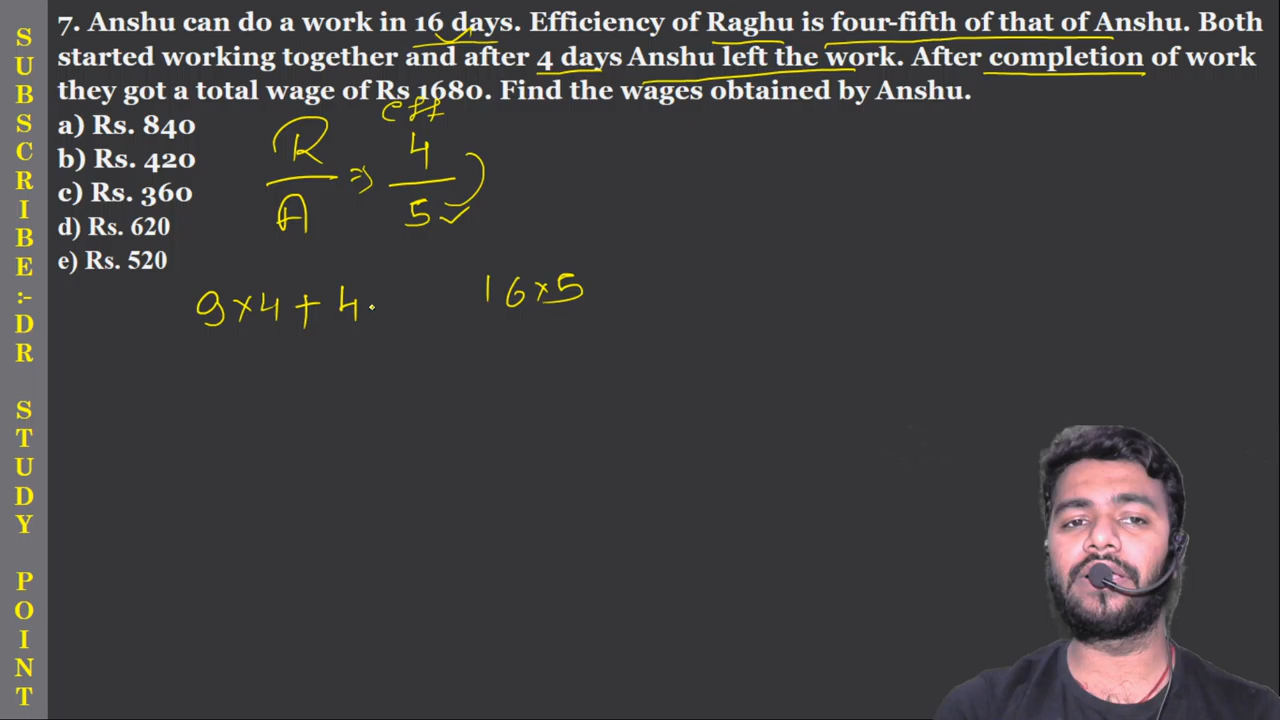 7. Anshu can do a work in 16 days. Efficiency of Raghu is four-fifth of that of Anshu. Both
started working together and after 4 days Anshu left the work. After completion of work
they got a total wage of Rs 1680. Find the wages obtained by Anshu.
a) Rs. 840
b) Rs. 420
c) Rs. 360
d) Rs. 620
e) Rs. 520
eff
R/A ⇒ 4/5
9×4+4
16×5
SUBSCRIBE:-DR STUDY POINT